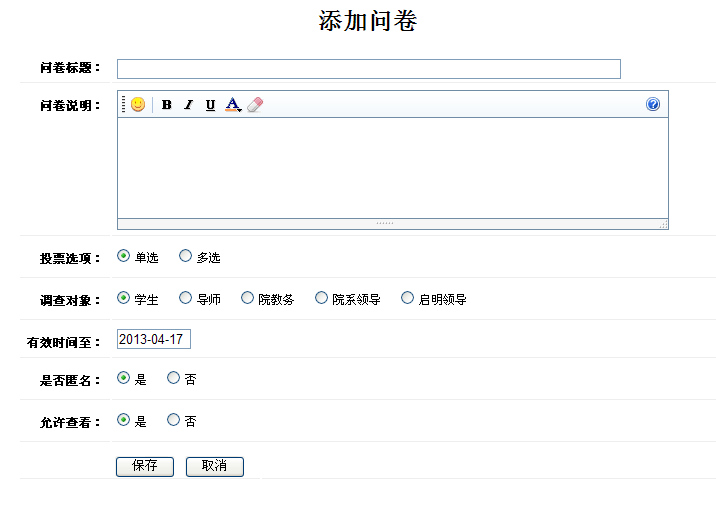 添加问卷
问卷标题：
问卷说明： B I U A ?
投票选项： 单选 多选
调查对象： 学生 导师 院教务 院系领导 启明领导
有效时间至： 2013-04-17
是否匿名： 是 否
允许查看： 是 否
保存 取消